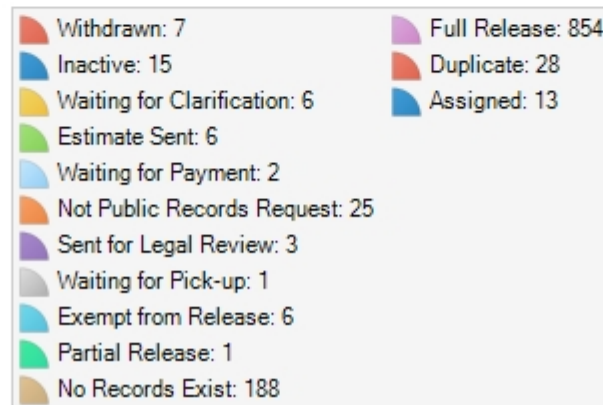 Withdrawn: 7
Inactive: 15
Waiting for Clarification: 6
Estimate Sent: 6
Waiting for Payment: 2
Not Public Records Request: 25
Sent for Legal Review: 3
Waiting for Pick-up: 1
Exempt from Release: 6
Partial Release: 1
No Records Exist: 188
Full Release: 854
Duplicate: 28
Assigned: 13